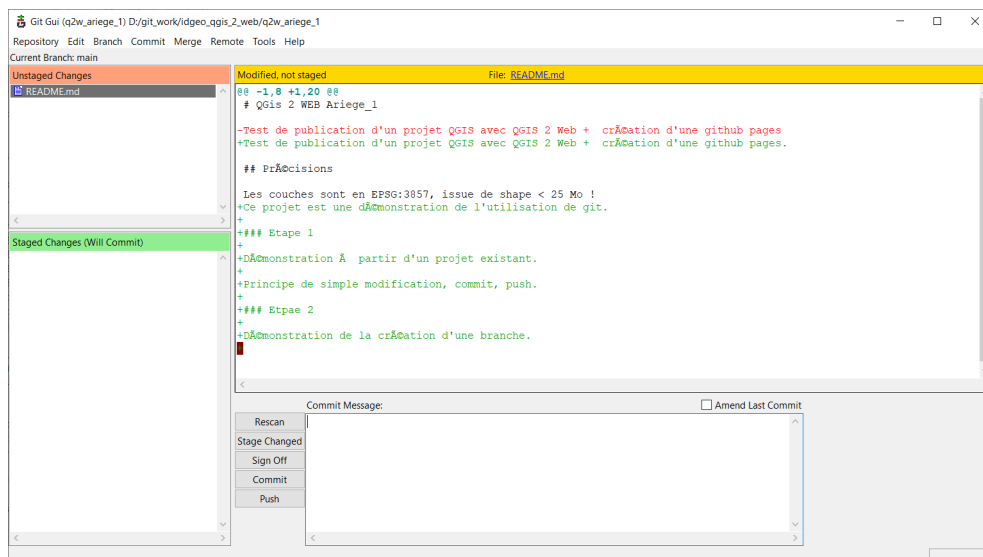 Git Gui (q2w_ariege_1) D:/git_work/idgeo_qgis_2_web/q2w_ariege_1
Repository Edit Branch Commit Merge Remote Tools Help
Current Branch: main
Unstaged Changes
README.md
Staged Changes (Will Commit)
Modified, not staged File: README.md
@@ -1,8 +1,20 @@
# QGis 2 WEB Ariege_1
-Test de publication d'un projet QGIS avec QGIS 2 Web + crÃ©ation d'une github pages
+Test de publication d'un projet QGIS avec QGIS 2 Web + crÃ©ation d'une github pages.
## PrÃ©cisions
Les couches sont en EPSG:3857, issue de shape < 25 Mo !
+Ce projet est une dÃ©monstration de l'utilisation de git.
+
+### Etape 1
+
+DÃ©monstration Ã  partir d'un projet existant.
+
+Principe de simple modification, commit, push.
+
+### Etpae 2
+
+DÃ©monstration de la crÃ©ation d'une branche.
+
Commit Message:
Amend Last Commit
Rescan
Stage Changed
Sign Off
Commit
Push